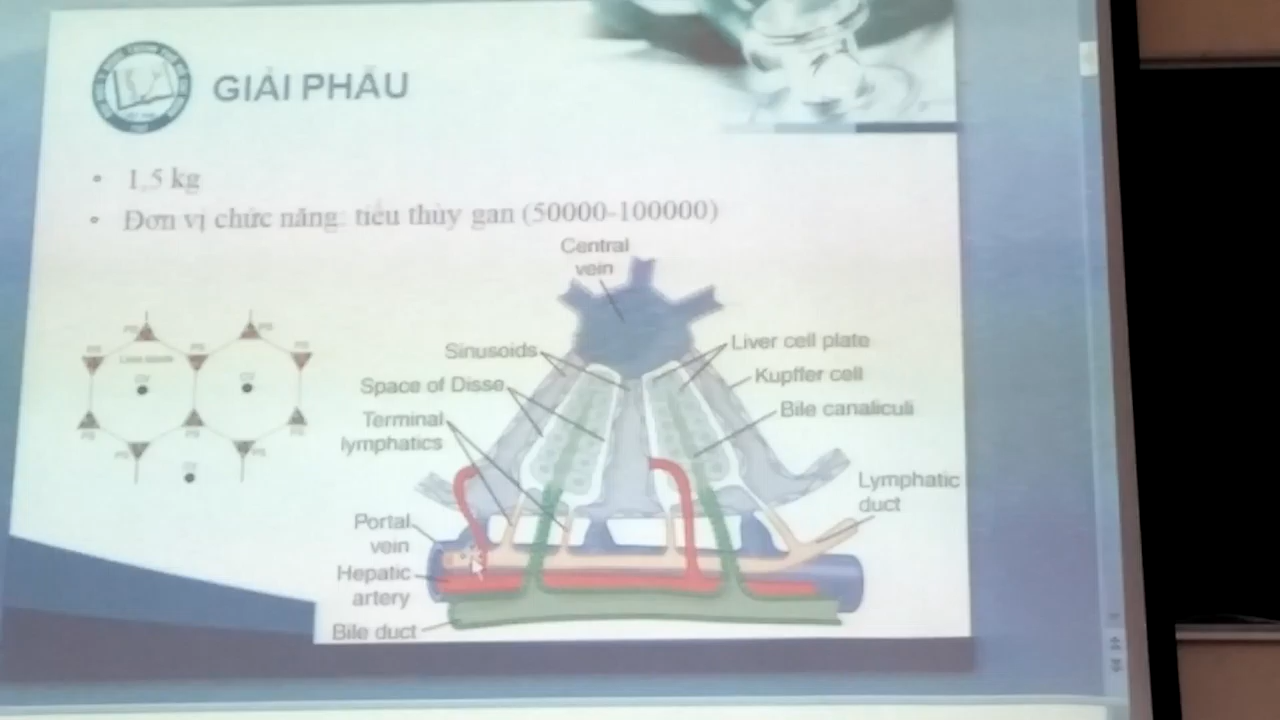 GIẢI PHẪU
• 1,5 kg
• Đơn vị chức năng: tiểu thùy gan (50000-100000)
Central
vein
Sinusoids
Liver cell plate
Space of Disse
Kupffer cell
Terminal
lymphatics
Bile canaliculi
Lymphatic
duct
Portal
vein
Hepatic
artery
Bile duct